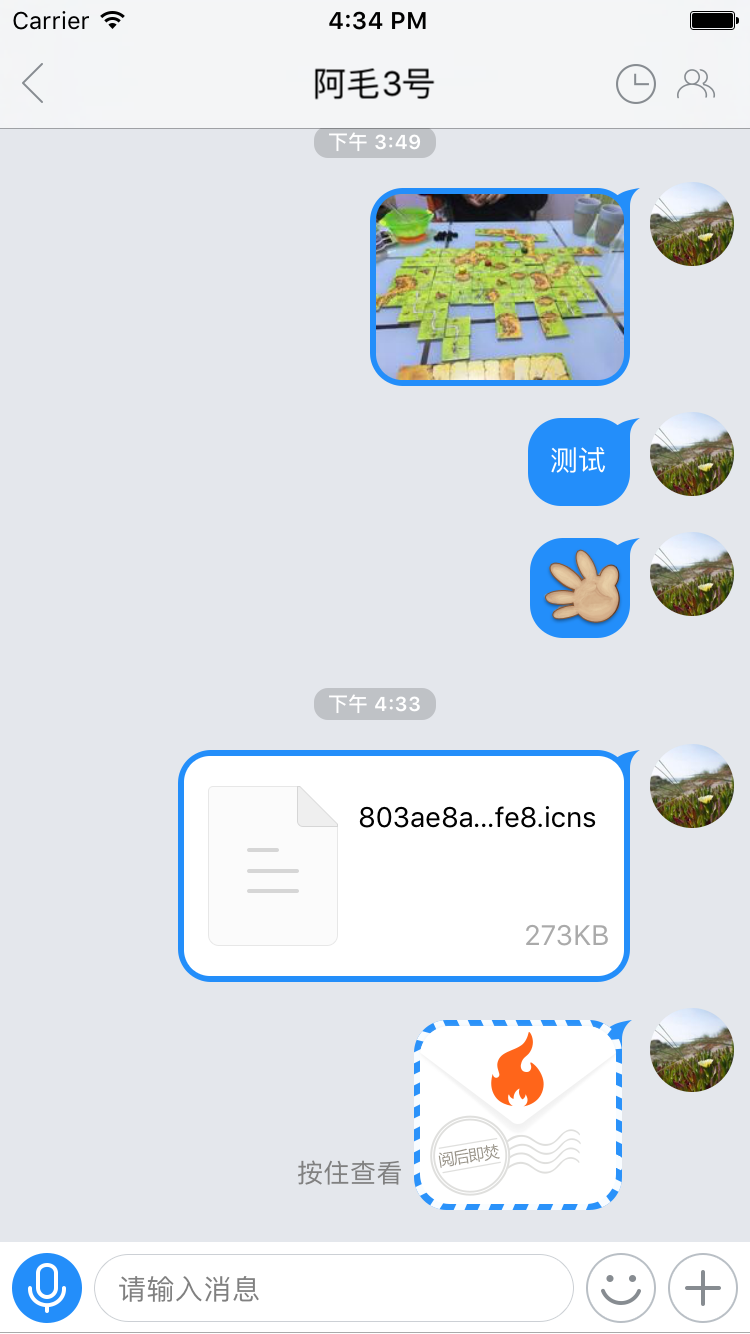 Carrier 4:34 PM
阿毛3号
下午 3:49
测试
下午 4:33
803ae8a...fe8.icns
273KB
阅后即焚
按住查看
请输入消息